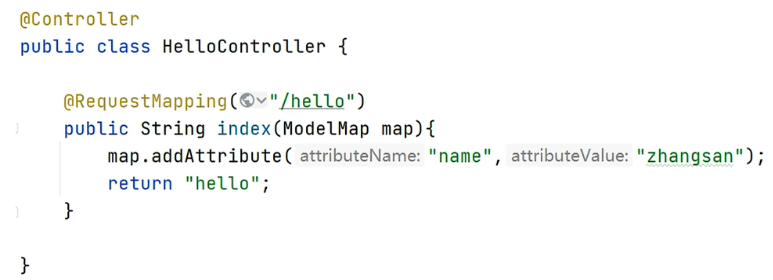 @Controller
public class HelloController {
@RequestMapping("/hello")
public String index(ModelMap map){
map.addAttribute( attributeName: "name", attributeValue: "zhangsan");
return "hello";
}
}